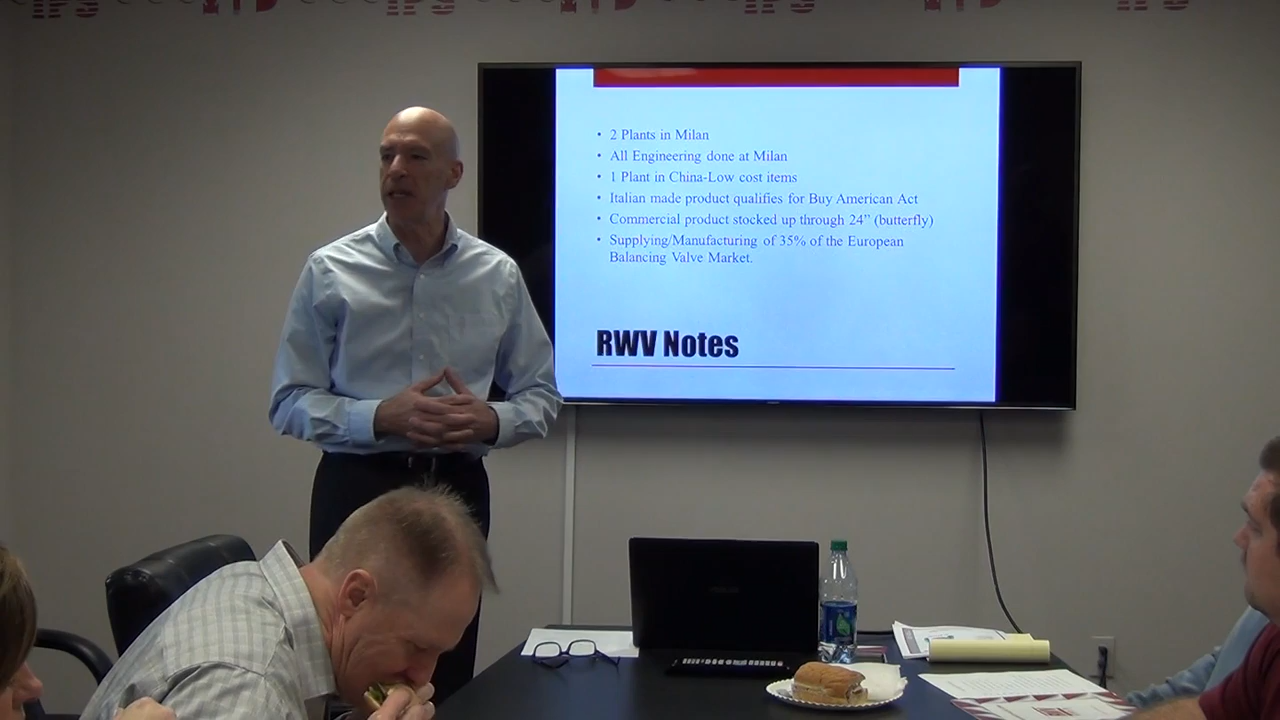 • 2 Plants in Milan
• All Engineering done at Milan
• 1 Plant in China-Low cost items
• Italian made product qualifies for Buy American Act
• Commercial product stocked up through 24” (butterfly)
• Supplying/Manufacturing of 35% of the European
Balancing Valve Market.
RWV Notes